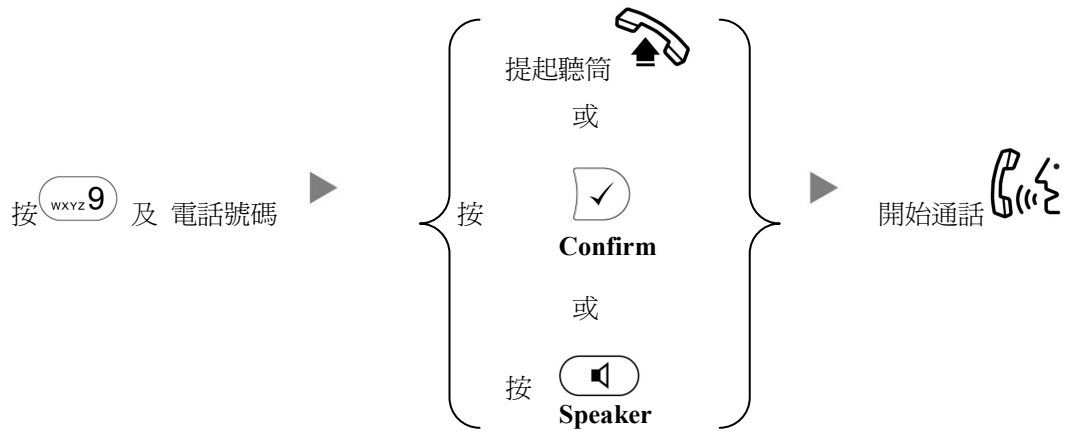 按 WXYZ 9 及 電話號碼
提起聽筒
或
按
Confirm
或
按
Speaker
開始通話